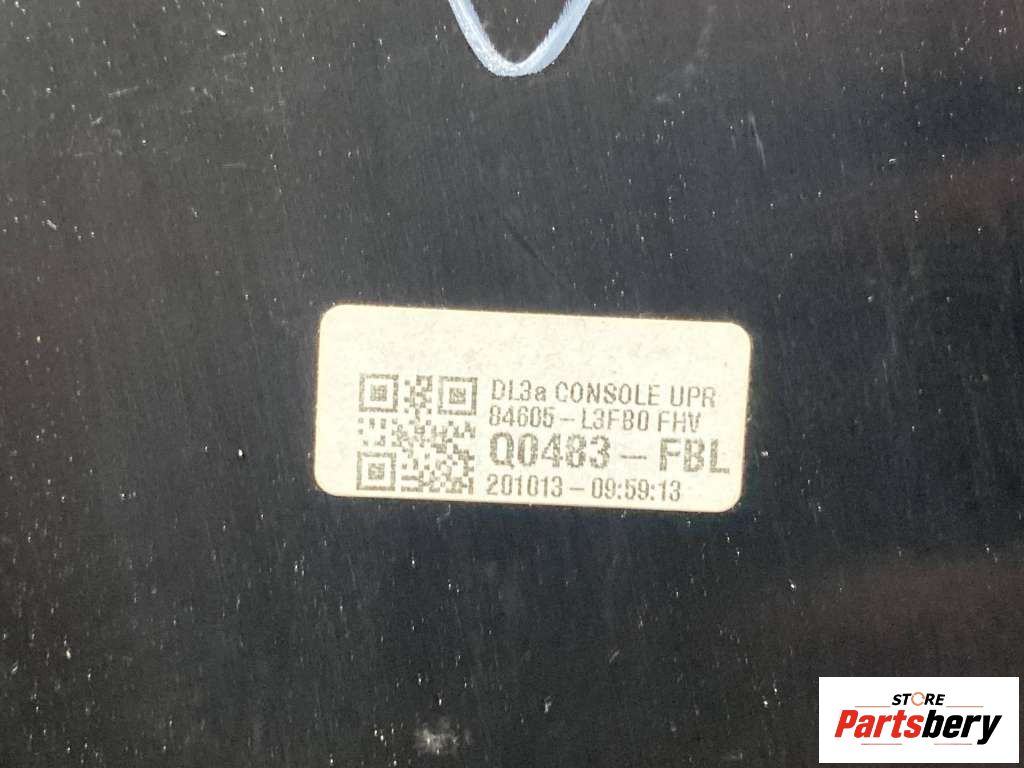 DL3a CONSOLE UPR
84605-L3FB0 FHV
Q0483-FBL
201013-09:59:13
STORE
Partsbery